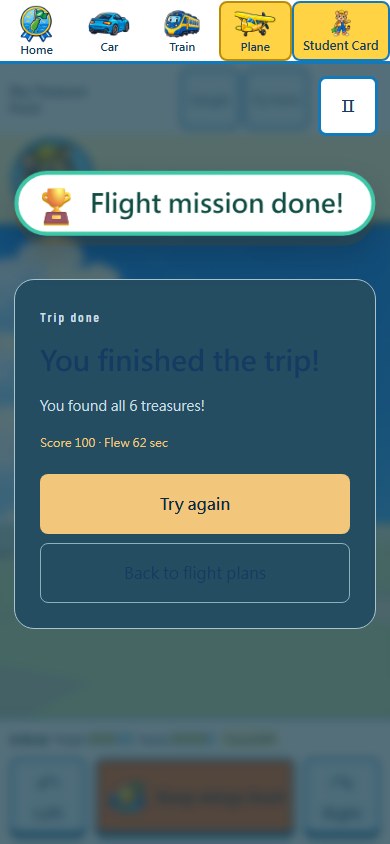 Home
Car
Train
Plane
Student Card
II
Flight mission done!
Trip done
You finished the trip!
You found all 6 treasures!
Score 100 · Flew 62 sec
Try again
Back to flight plans